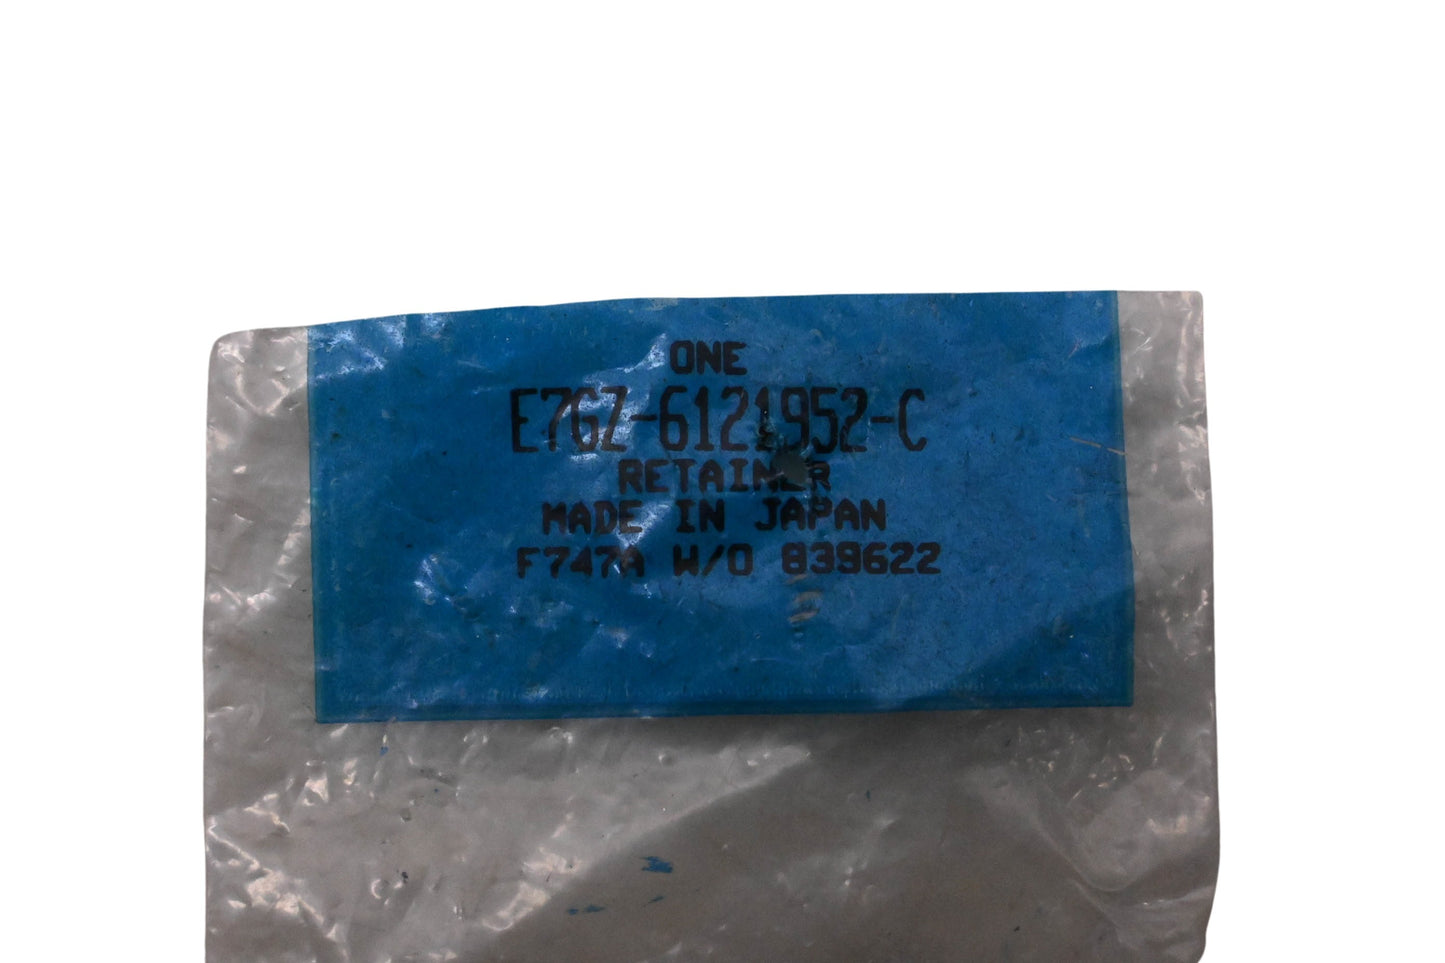 ONE
E7GZ-6121952-C
RETAINER
MADE IN JAPAN
F747A W/O 839622